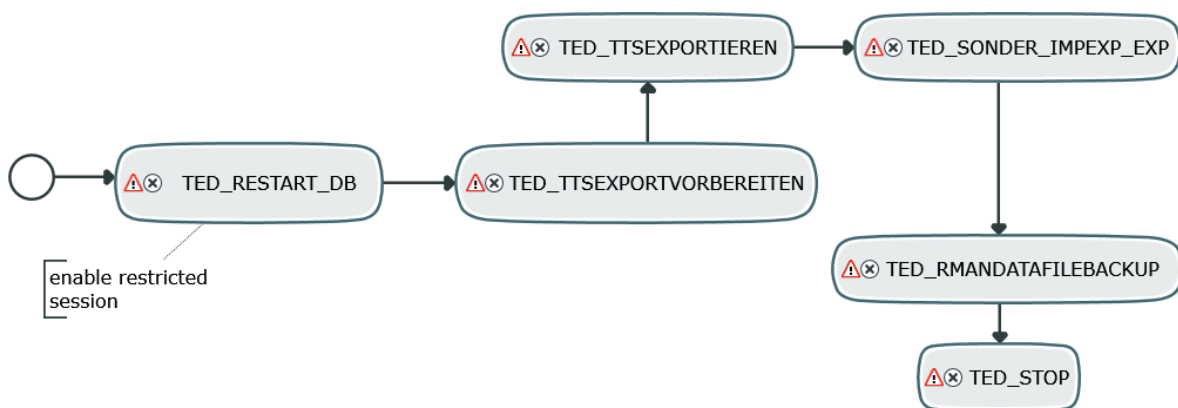 TED_TTSEXPORTIEREN
TED_SONDER_IMPEXP_EXP
TED_RESTART_DB
TED_TTSEXPORTVORBEREITEN
enable restricted
session
TED_RMANDATAFILEBACKUP
TED_STOP